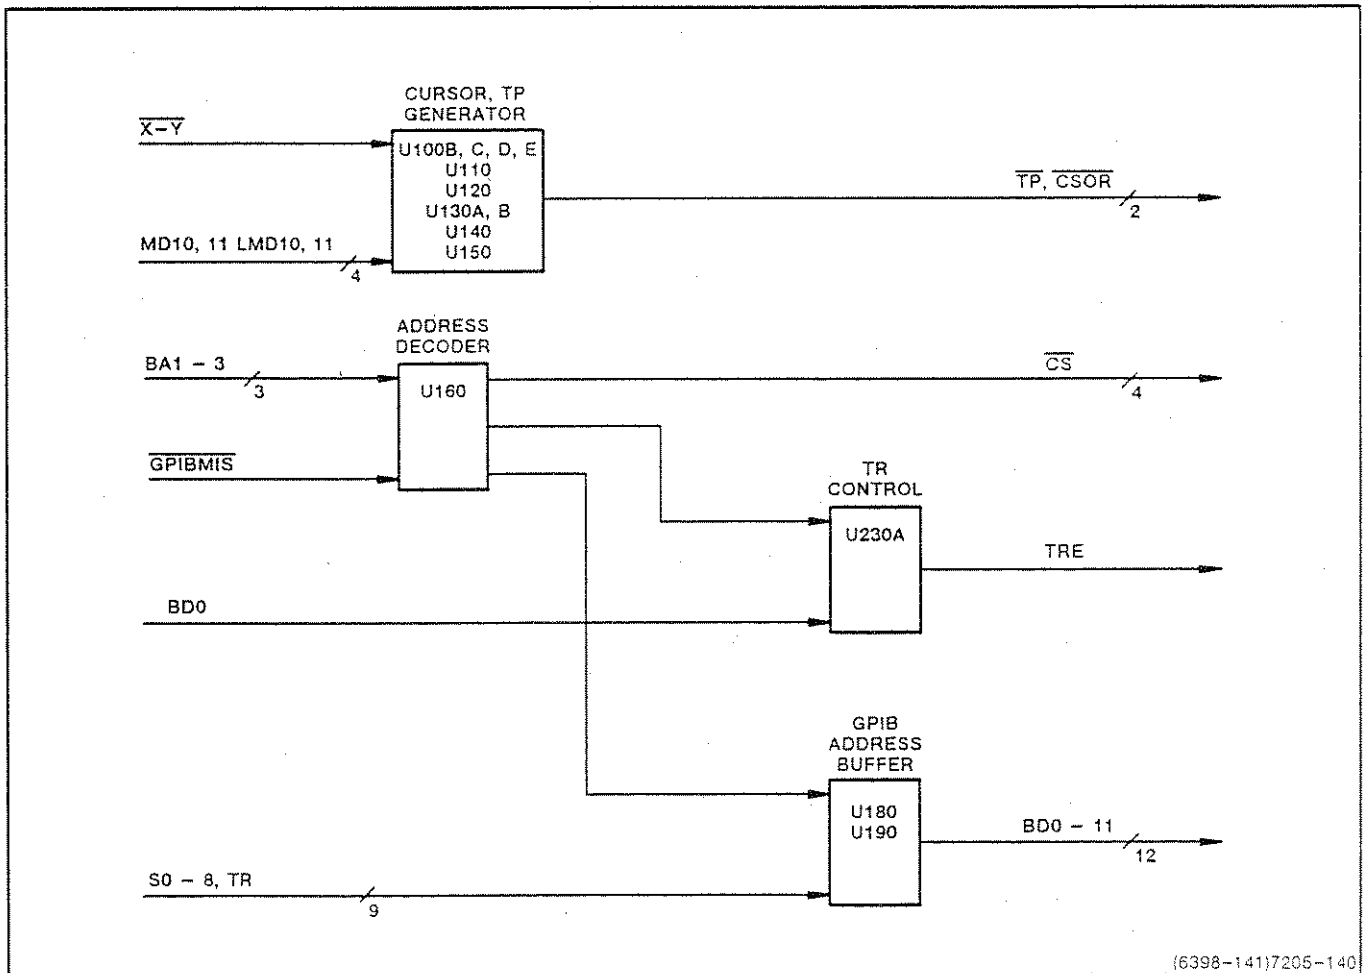 CURSOR, TP
GENERATOR
X-Y
U100B, C, D, E
U110
U120
U130A, B
U140
U150
TP, CSOR
2
MD10, 11 LMD10, 11
4
ADDRESS
DECODER
BA1 - 3
3
U160
CS
4
GPIBMIS
TR
CONTROL
U230A
TRE
BD0
GPIB
ADDRESS
BUFFER
U180
U190
BD0 - 11
12
S0 - 8, TR
9
(6398-141)7205-140